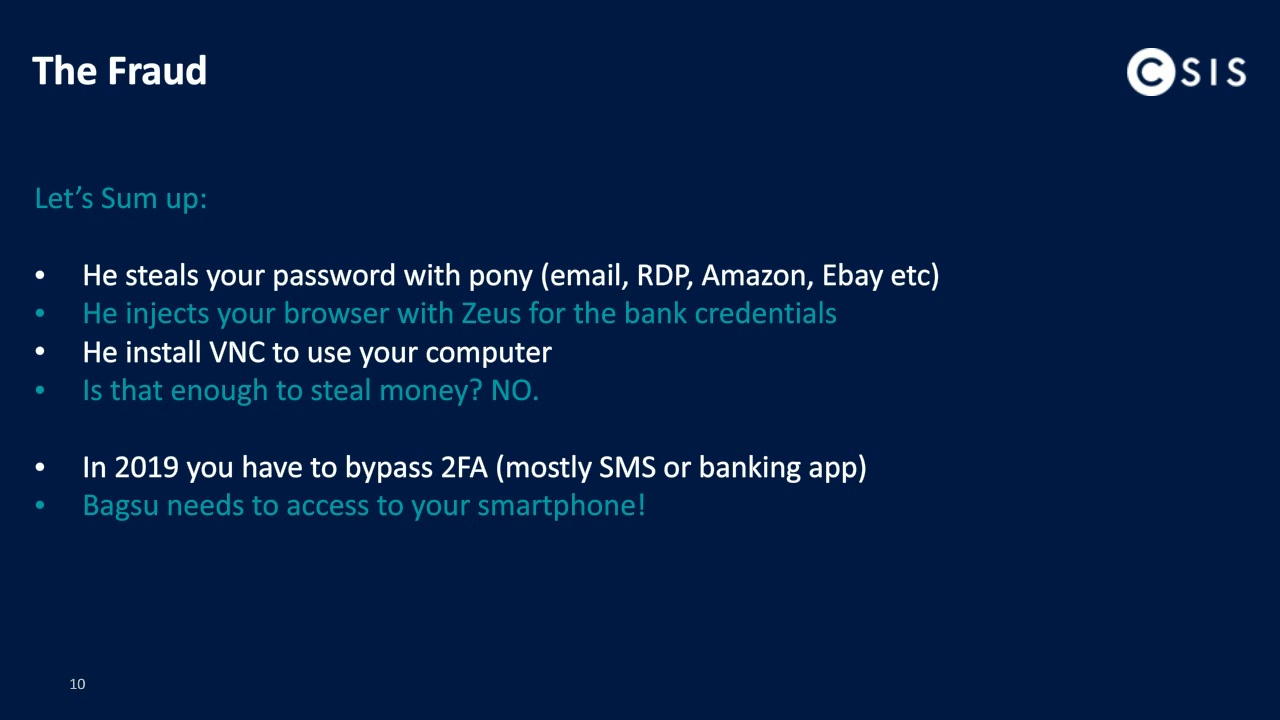 The Fraud
CSIS
Let’s Sum up:
• He steals your password with pony (email, RDP, Amazon, Ebay etc)
• He injects your browser with Zeus for the bank credentials
• He install VNC to use your computer
• Is that enough to steal money? NO.
• In 2019 you have to bypass 2FA (mostly SMS or banking app)
• Bagsu needs to access to your smartphone!
10